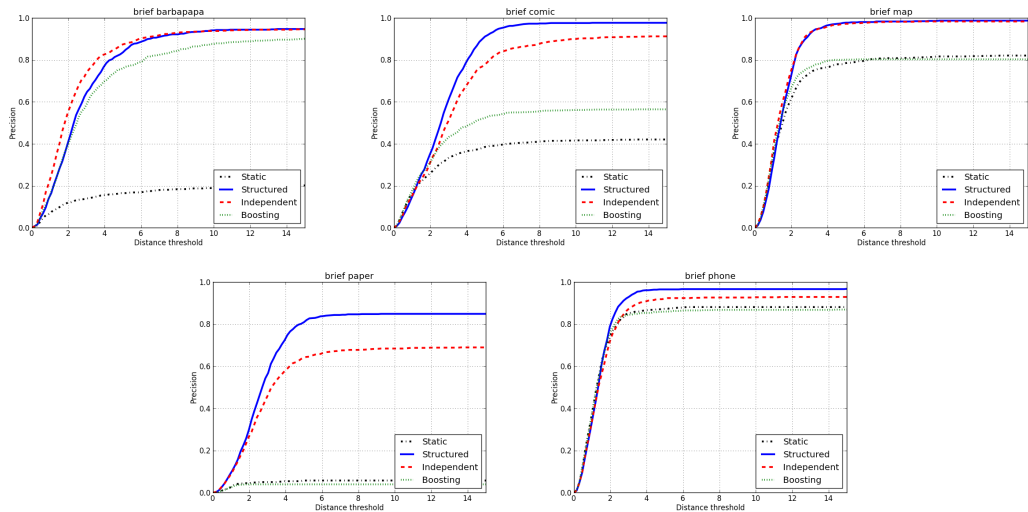 brief barbapapa
1.0
0.8
0.6
0.4
0.2
0.0
Precision
0 2 4 6 8 10 12 14
Distance threshold
Static
Structured
Independent
Boosting
brief comic
1.0
0.8
0.6
0.4
0.2
0.0
Precision
0 2 4 6 8 10 12 14
Distance threshold
Static
Structured
Independent
Boosting
brief map
1.0
0.8
0.6
0.4
0.2
0.0
Precision
0 2 4 6 8 10 12 14
Distance threshold
Static
Structured
Independent
Boosting
brief paper
1.0
0.8
0.6
0.4
0.2
0.0
Precision
0 2 4 6 8 10 12 14
Distance threshold
Static
Structured
Independent
Boosting
brief phone
1.0
0.8
0.6
0.4
0.2
0.0
Precision
0 2 4 6 8 10 12 14
Distance threshold
Static
Structured
Independent
Boosting